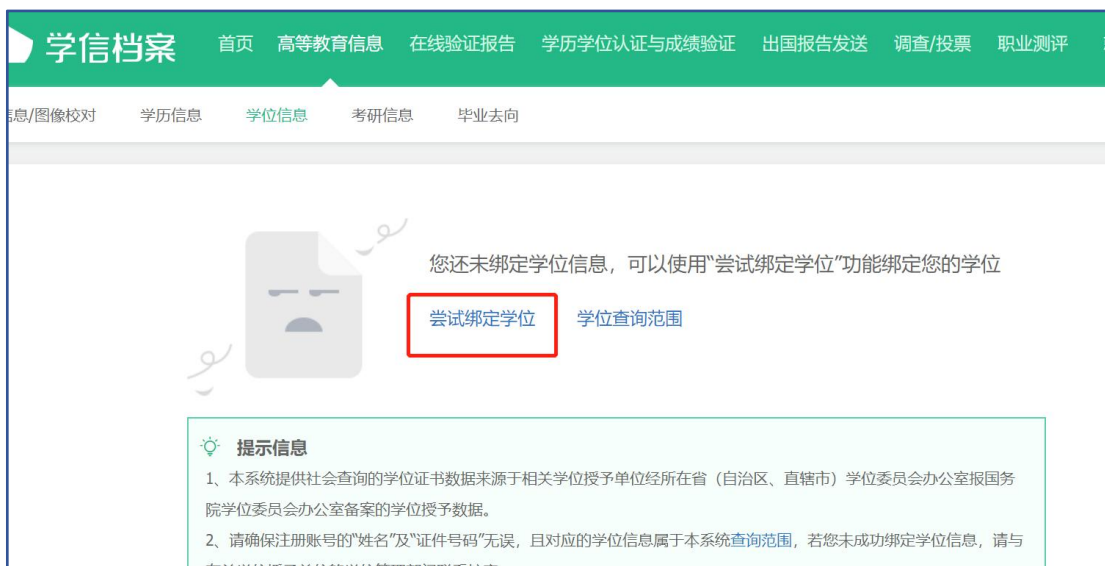 学信档案 首页 高等教育信息 在线验证报告 学历学位认证与成绩验证 出国报告发送 调查/投票 职业测评
息/图像校对 学历信息 学位信息 考研信息 毕业去向
您还未绑定学位信息，可以使用“尝试绑定学位”功能绑定您的学位
尝试绑定学位 学位查询范围
提示信息
1、本系统提供社会查询的学位证书数据来源于相关学位授予单位经所在省（自治区、直辖市）学位委员会办公室报国务
院学位委员会办公室备案的学位授予数据。
2、请确保注册账号的“姓名”及“证件号码”无误，且对应的学位信息属于本系统查询范围，若您未成功绑定学位信息，请与